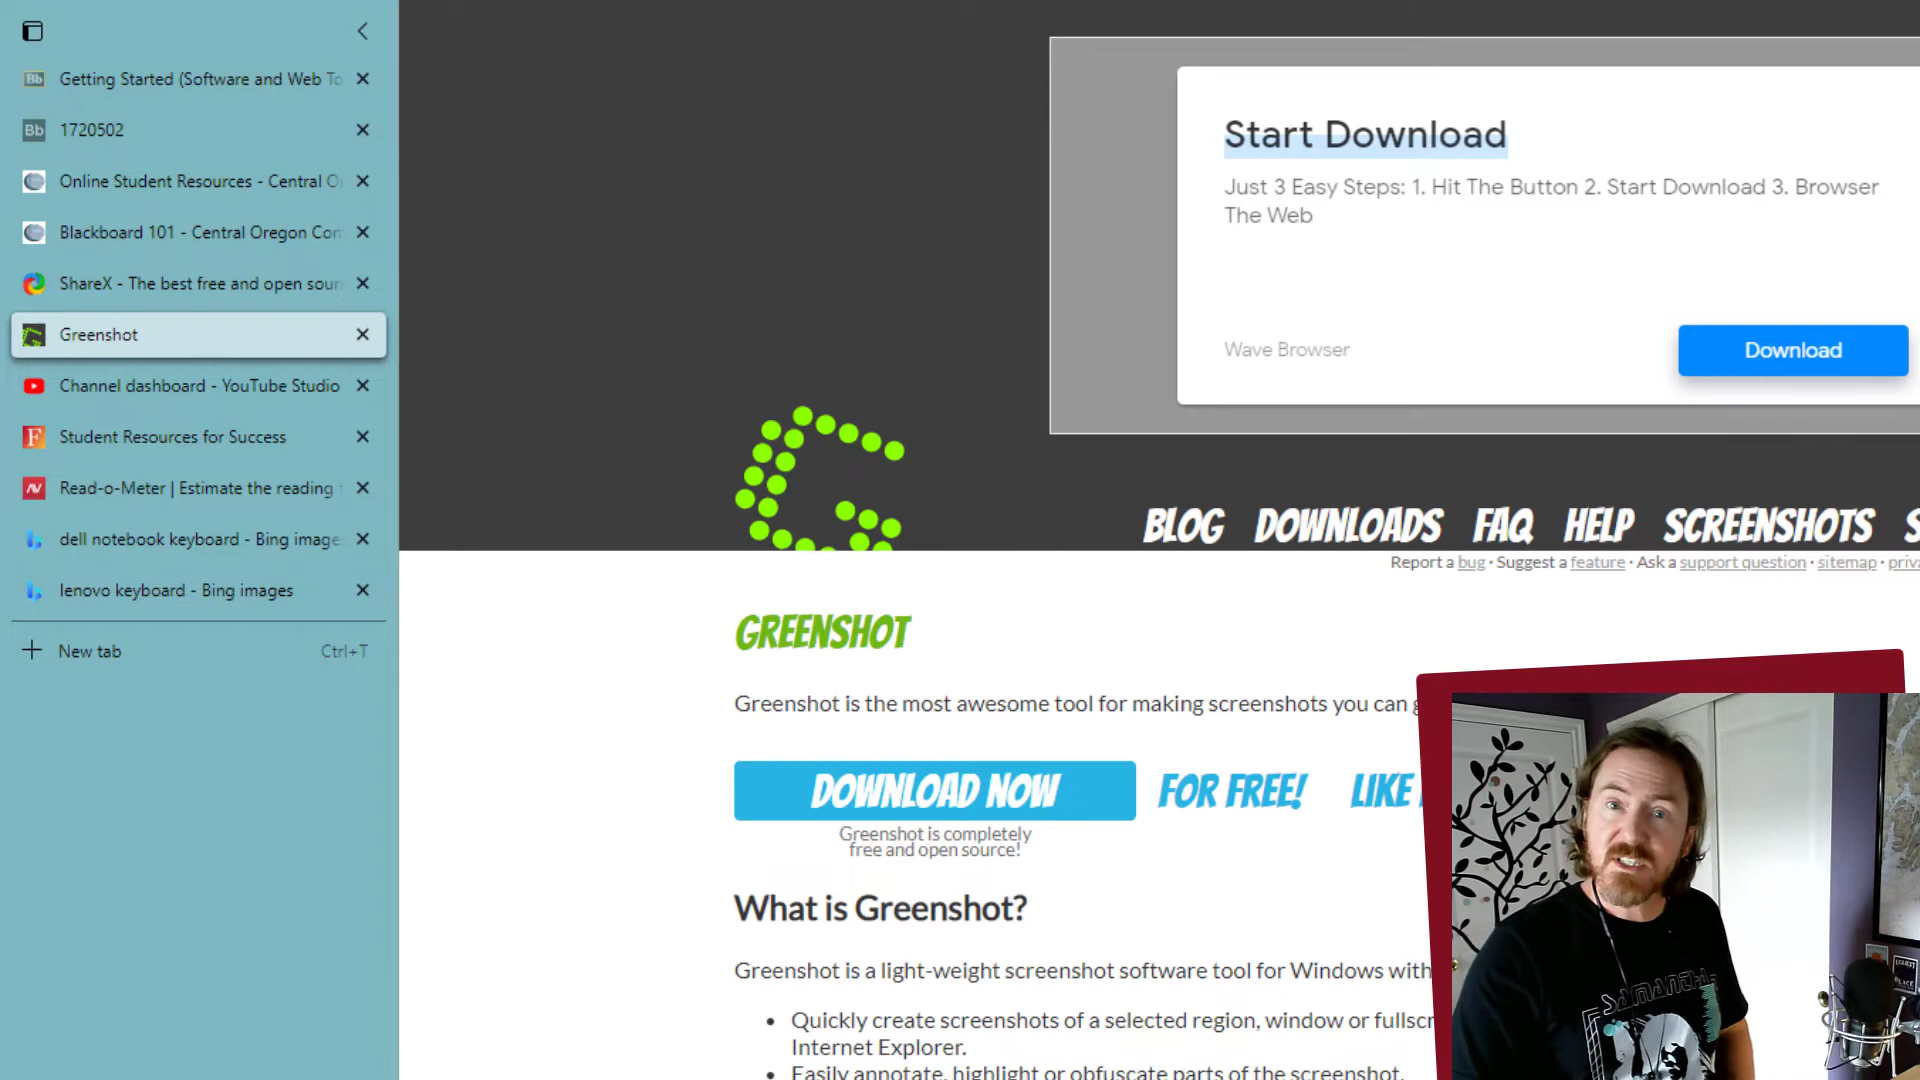 Getting Started (Software and Web To
1720502
Online Student Resources - Central O
Blackboard 101 - Central Oregon Com
ShareX - The best free and open sour
Greenshot
Channel dashboard - YouTube Studio
Student Resources for Success
Read-o-Meter | Estimate the reading
dell notebook keyboard - Bing image
lenovo keyboard - Bing images
New tab Ctrl+T
Start Download
Just 3 Easy Steps: 1. Hit The Button 2. Start Download 3. Browser
The Web
Wave Browser
Download
BLOG DOWNLOADS FAQ HELP SCREENSHOTS S
Report a bug · Suggest a feature · Ask a support question · sitemap · priva
GREENSHOT
Greenshot is the most awesome tool for making screenshots you can g
DOWNLOAD NOW FOR FREE! LIKE
Greenshot is completely
free and open source!
What is Greenshot?
Greenshot is a light-weight screenshot software tool for Windows with
Quickly create screenshots of a selected region, window or fullscr
Internet Explorer.
Easily annotate, highlight or obfuscate parts of the screenshot.
SAMANTHA